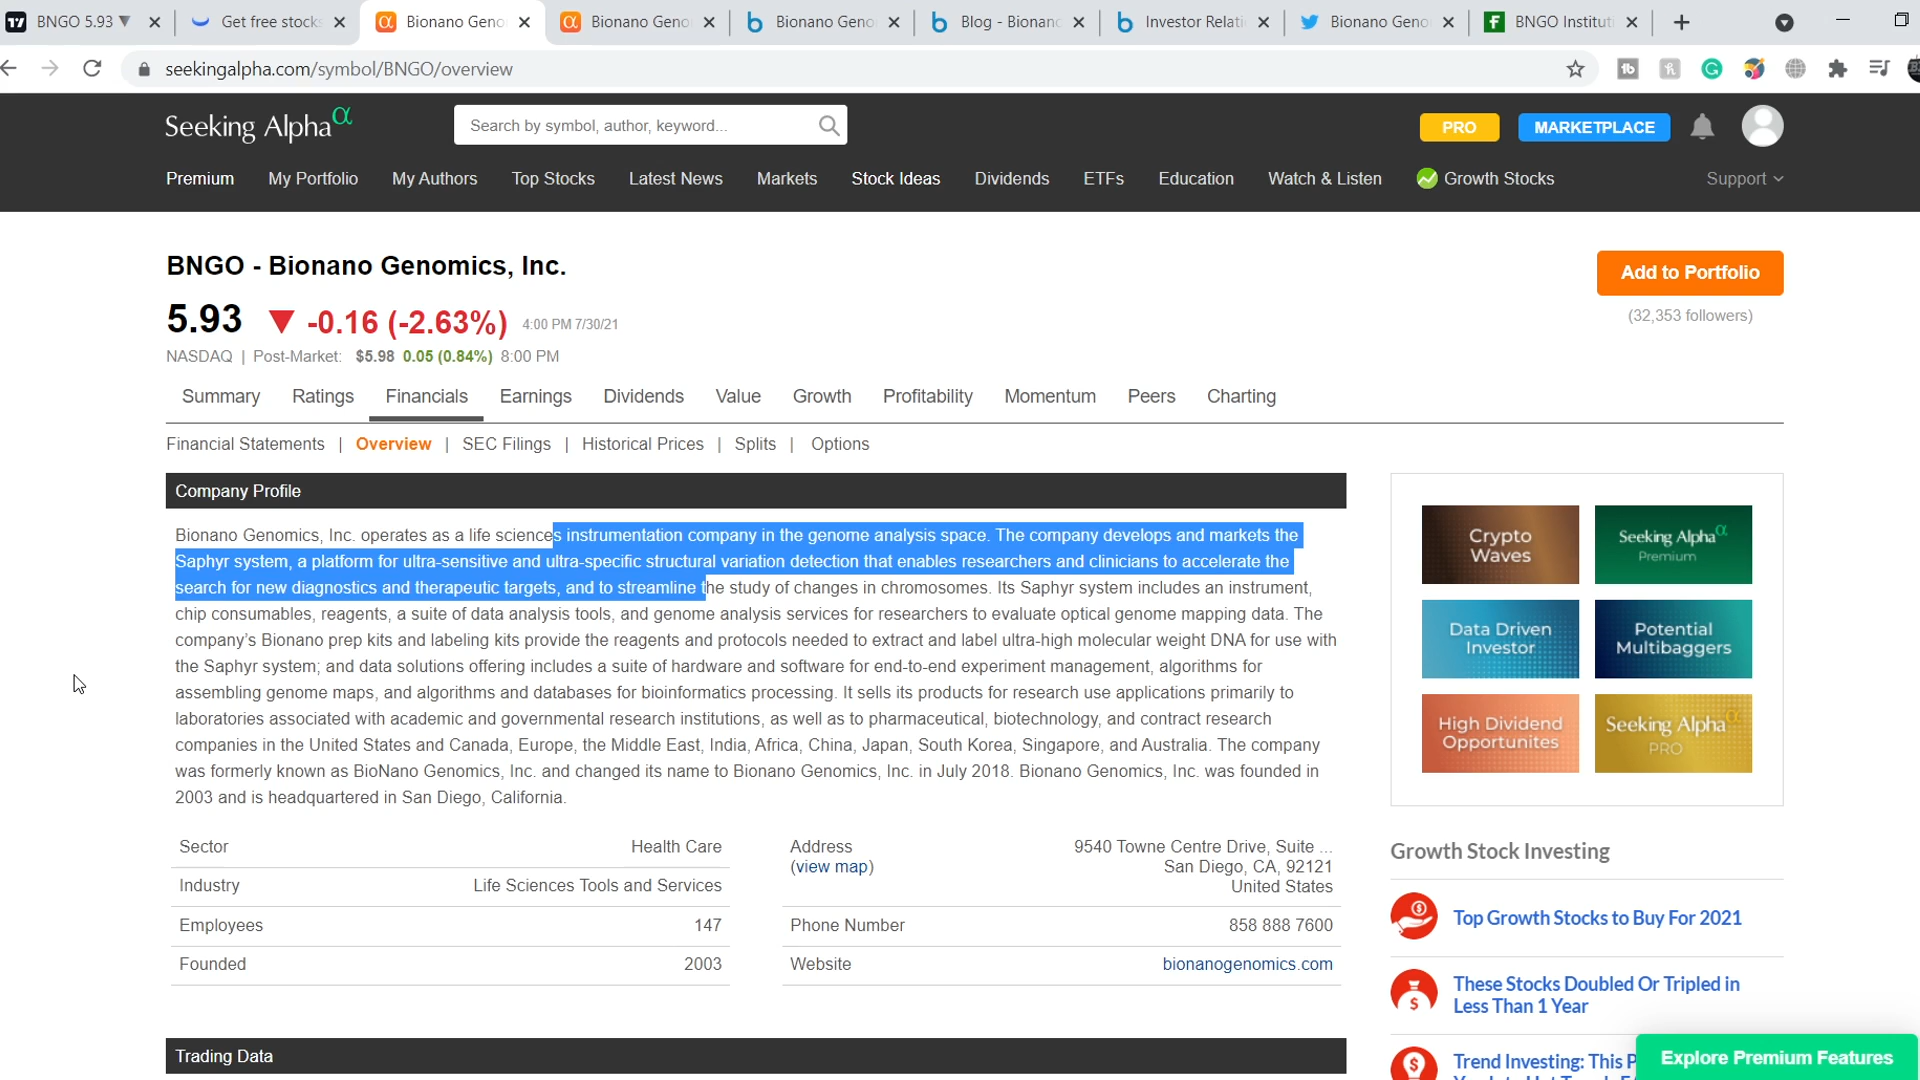 BNGO 5.93 ▼
Get free stocks
Bionano Geno
Bionano Geno
Bionano Geno
Blog - Bionano
Investor Relati
Bionano Geno
BNGO Instituti
seekingalpha.com/symbol/BNGO/overview
Seeking Alpha α
Search by symbol, author, keyword...
PRO
MARKETPLACE
Premium My Portfolio My Authors Top Stocks Latest News Markets Stock Ideas Dividends ETFs Education Watch & Listen Growth Stocks Support
BNGO - Bionano Genomics, Inc.
Add to Portfolio
(32,353 followers)
5.93 ▼ -0.16 (-2.63%) 4:00 PM 7/30/21
NASDAQ | Post-Market: $5.98 0.05 (0.84%) 8:00 PM
Summary Ratings Financials Earnings Dividends Value Growth Profitability Momentum Peers Charting
Financial Statements | Overview | SEC Filings | Historical Prices | Splits | Options
Company Profile
Bionano Genomics, Inc. operates as a life sciences instrumentation company in the genome analysis space. The company develops and markets the
Saphyr system, a platform for ultra-sensitive and ultra-specific structural variation detection that enables researchers and clinicians to accelerate the
search for new diagnostics and therapeutic targets, and to streamline the study of changes in chromosomes. Its Saphyr system includes an instrument,
chip consumables, reagents, a suite of data analysis tools, and genome analysis services for researchers to evaluate optical genome mapping data. The
company's Bionano prep kits and labeling kits provide the reagents and protocols needed to extract and label ultra-high molecular weight DNA for use with
the Saphyr system; and data solutions offering includes a suite of hardware and software for end-to-end experiment management, algorithms for
assembling genome maps, and algorithms and databases for bioinformatics processing. It sells its products for research use applications primarily to
laboratories associated with academic and governmental research institutions, as well as to pharmaceutical, biotechnology, and contract research
companies in the United States and Canada, Europe, the Middle East, India, Africa, China, Japan, South Korea, Singapore, and Australia. The company
was formerly known as BioNano Genomics, Inc. and changed its name to Bionano Genomics, Inc. in July 2018. Bionano Genomics, Inc. was founded in
2003 and is headquartered in San Diego, California.
Sector Health Care
Industry Life Sciences Tools and Services
Employees 147
Founded 2003
Address 9540 Towne Centre Drive, Suite ...
(view map) San Diego, CA, 92121
United States
Phone Number 858 888 7600
Website bionanogenomics.com
Trading Data
Crypto
Waves
Seeking Alpha α
Premium
Data Driven
Investor
Potential
Multibaggers
High Dividend
Opportunites
Seeking Alpha α
PRO
Growth Stock Investing
Top Growth Stocks to Buy For 2021
These Stocks Doubled Or Tripled in
Less Than 1 Year
Trend Investing: This P
Explore Premium Features